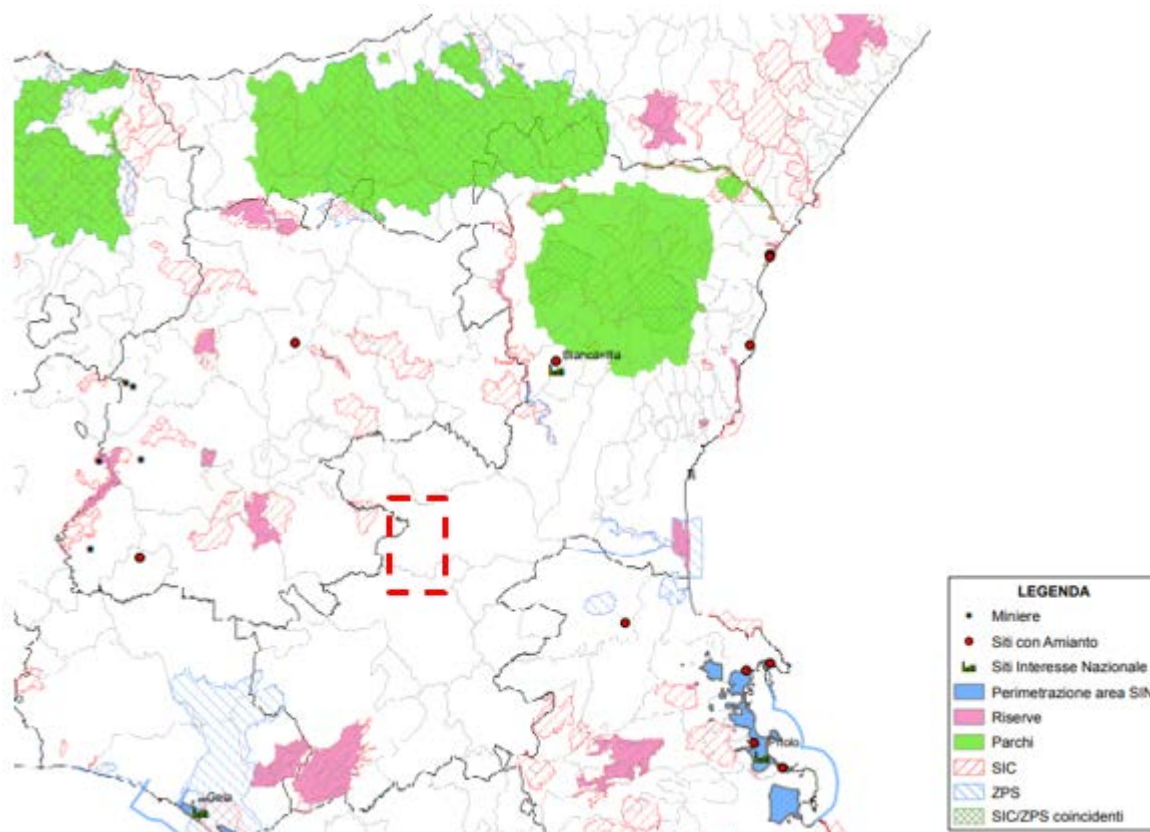 Biancavilla
Gela
Priolo
LEGENDA
Miniere
Siti con Amianto
Siti Interesse Nazionale
Perimetrazione area SIN
Riserve
Parchi
SIC
ZPS
SIC/ZPS coincidenti